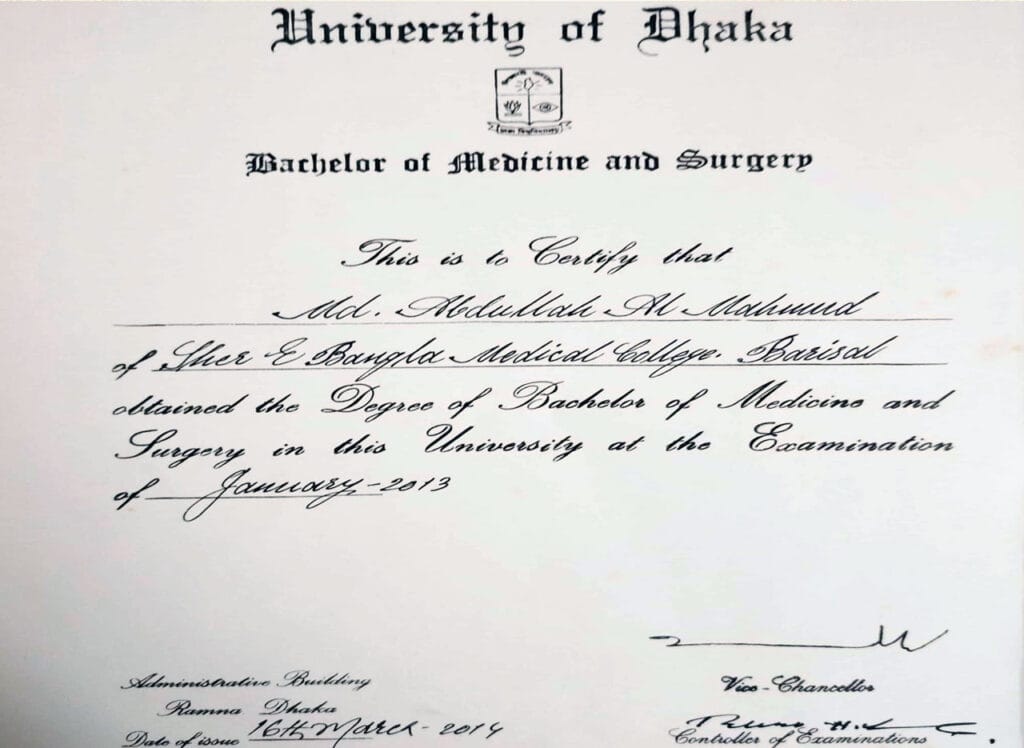 University of Dhaka
Bachelor of Medicine and Surgery
This is to Certify that
Md. Abdullah Al Mahmud
of Sher E Bangla Medical College. Barisal
obtained the Degree of Bachelor of Medicine and
Surgery in this University at the Examination
of January-2013
Administrative Building
Ramna Dhaka
Date of issue 16th March-2014
Vice-Chancellor
Controller of Examinations